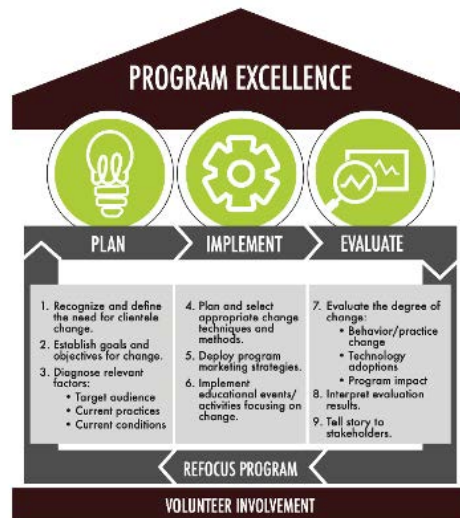 PROGRAM EXCELLENCE
PLAN
IMPLEMENT
EVALUATE
1. Recognize and define
the need for clientele
change.
2. Establish goals and
objectives for change.
3. Diagnose relevant
factors:
• Target audience
• Current practices
• Current conditions
4. Plan and select
appropriate change
techniques and
methods.
5. Deploy program
marketing strategies.
6. Implement
educational events/
activities focusing on
change.
7. Evaluate the degree of
change:
• Behavior/practice
change
• Technology
adoptions
• Program impact
8. Interpret evaluation
results.
9. Tell story to
stakeholders.
REFOCUS PROGRAM
VOLUNTEER INVOLVEMENT